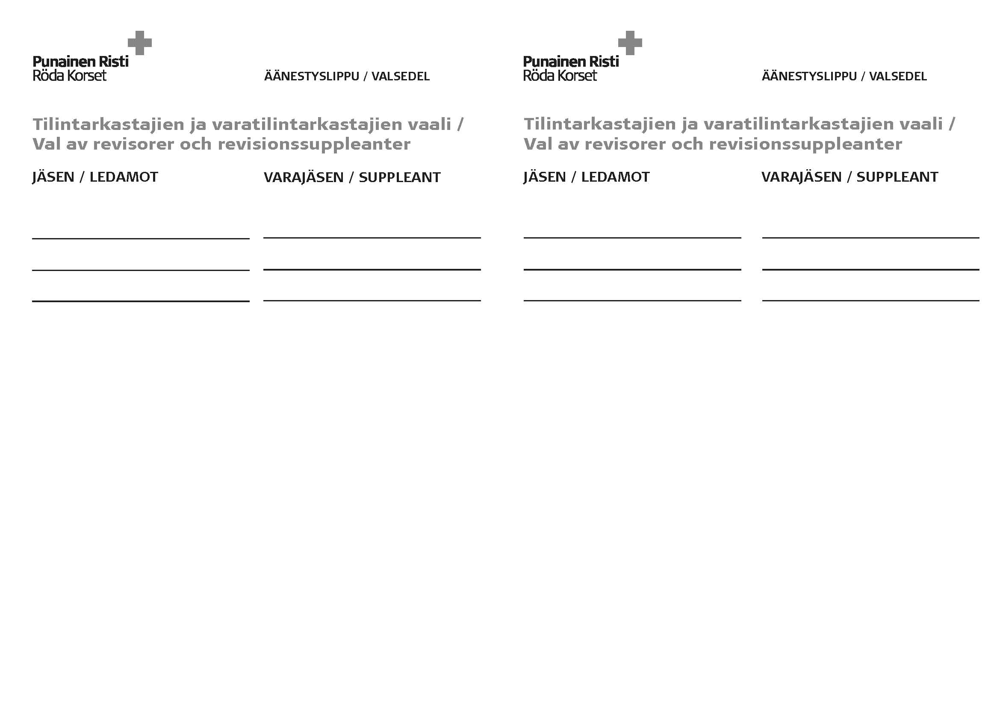 Punainen Risti
Röda Korset
ÄÄNESTYSLIPPU / VALSEDEL
Tilintarkastajien ja varatilintarkastajien vaali /
Val av revisorer och revisionssuppleanter
JÄSEN / LEDAMOT
VARAJÄSEN / SUPPLEANT
Punainen Risti
Röda Korset
ÄÄNESTYSLIPPU / VALSEDEL
Tilintarkastajien ja varatilintarkastajien vaali /
Val av revisorer och revisionssuppleanter
JÄSEN / LEDAMOT
VARAJÄSEN / SUPPLEANT